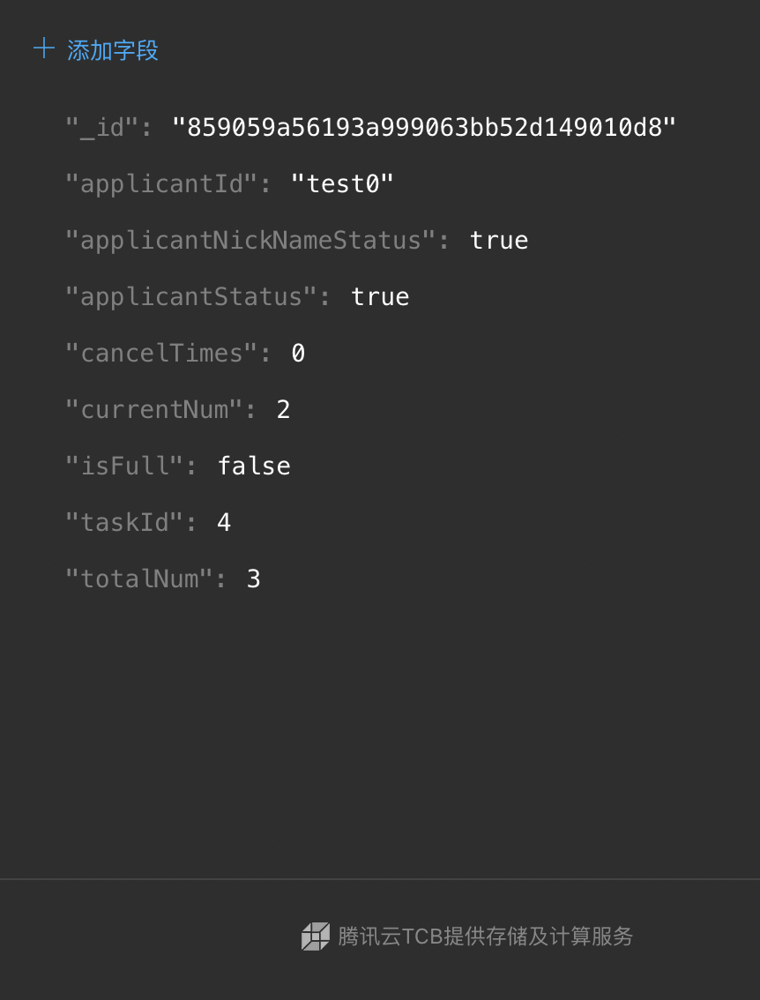 添加字段
"_id": "859059a56193a999063bb52d149010d8"
"applicantId": "test0"
"applicantNickNameStatus": true
"applicantStatus": true
"cancelTimes": 0
"currentNum": 2
"isFull": false
"taskId": 4
"totalNum": 3
腾讯云TCB提供存储及计算服务